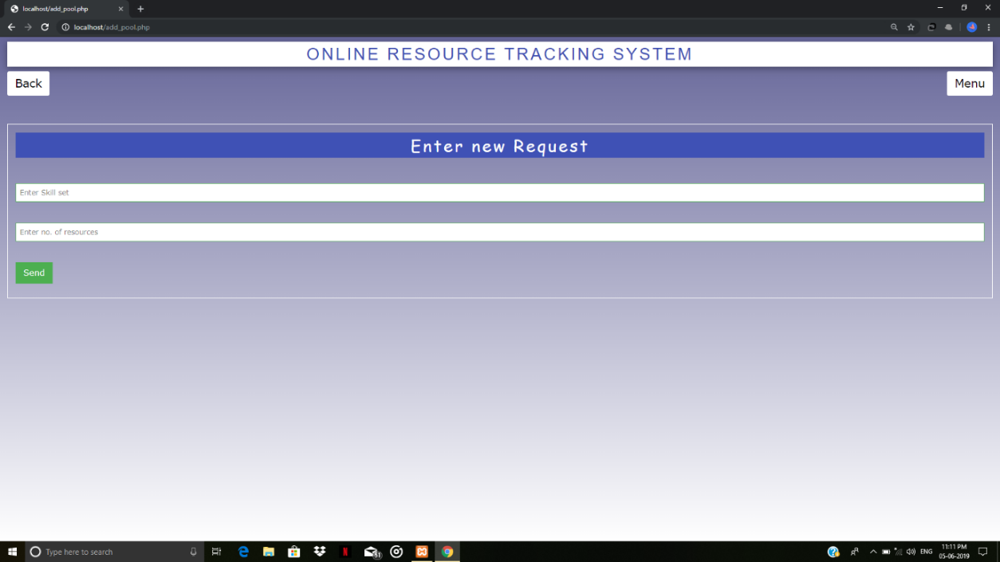 localhost/add_pool.php
localhost/add_pool.php
ONLINE RESOURCE TRACKING SYSTEM
Back
Menu
Enter new Request
Enter Skill set
Enter no. of resources
Send
Type here to search
51
ENG
11:11 PM
05-06-2019